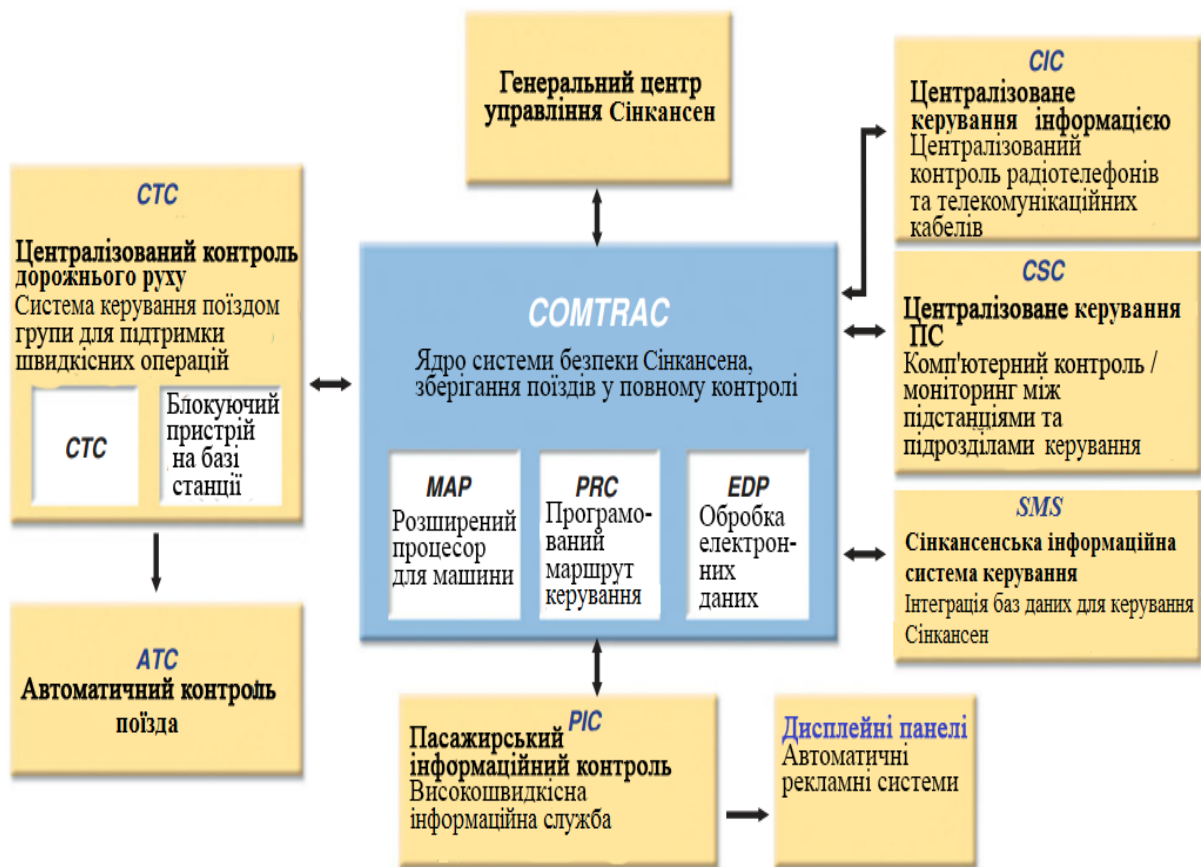 Генеральний центр
управління Сінкансен
CIC
Централізоване
керування інформацією
Централізований
контроль радіотелефонів
та телекомунікаційних
кабелів
CTC
Централізований контроль
дорожнього руху
Система керування поїздом
групи для підтримки
швидкісних операцій
CTC
Блокуючий
пристрій
на базі
станції
COMTRAC
Ядро системи безпеки Сінкансена,
зберігання поїздів у повному контролі
MAP
Розширений
процесор
для машини
PRC
Програмо-
ваний
маршрут
керування
EDP
Обробка
електрон-
них
даних
CSC
Централізоване керування
ПС
Комп'ютерний контроль /
моніторинг між
підстанціями та
підрозділами керування
SMS
Сінкансенська інформаційна
система керування
Інтеграція баз даних для керування
Сінкансен
ATC
Автоматичний контроль
поїзда
PIC
Пасажирський
інформаційний контроль
Високошвидкісна
інформаційна служба
Дисплейні панелі
Автоматичні
рекламні системи